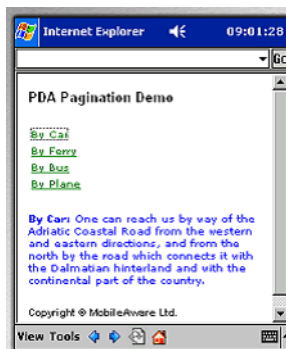 Internet Explorer 09:01:28
Go
PDA Pagination Demo
By Car
By Ferry
By Bus
By Plane
By Car: One can reach us by way of the
Adriatic Coastal Road from the western
and eastern directions, and from the
north by the road which connects it with
the Dalmatian hinterland and with the
continental part of the country.
Copyright © MobileAware Ltd.
View Tools